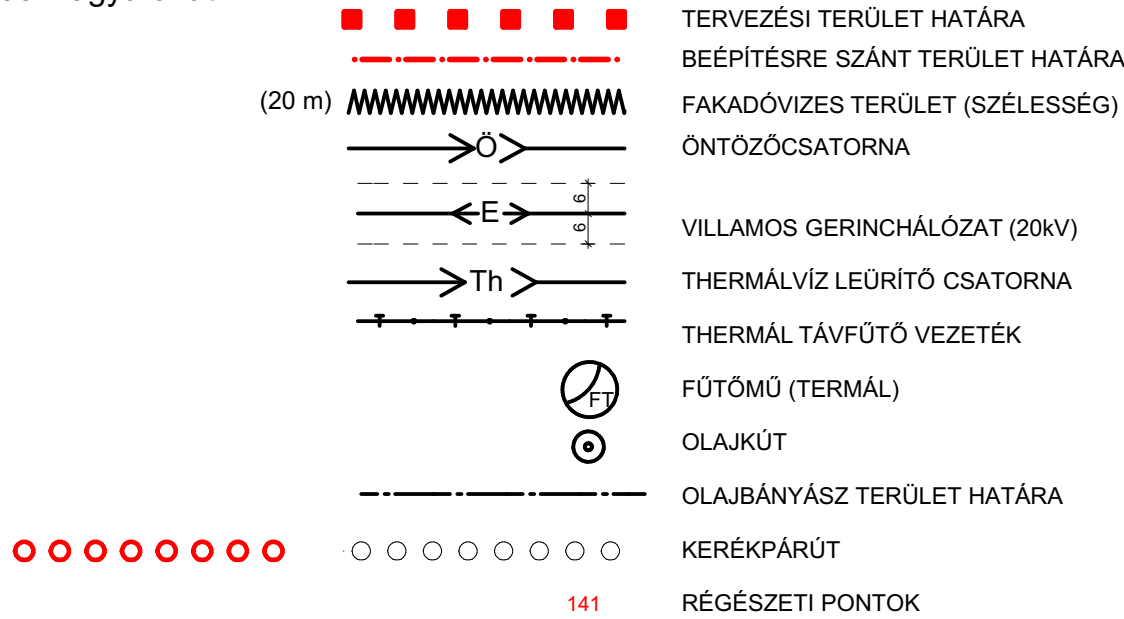 TERVEZÉSI TERÜLET HATÁRA
BEÉPÍTÉSRE SZÁNT TERÜLET HATÁRA
(20 m) FAKADÓVIZES TERÜLET (SZÉLESSÉG)
Ö ÖNTÖZŐCSATORNA
E 6 6 VILLAMOS GERINCHÁLÓZAT (20kV)
Th THERMÁLVÍZ LEÜRÍTŐ CSATORNA
T T T T THERMÁL TÁVFŰTŐ VEZETÉK
FT FŰTŐMŰ (TERMÁL)
OLAJKÚT
OLAJBÁNYÁSZ TERÜLET HATÁRA
KERÉKPÁRÚT
141 RÉGÉSZETI PONTOK